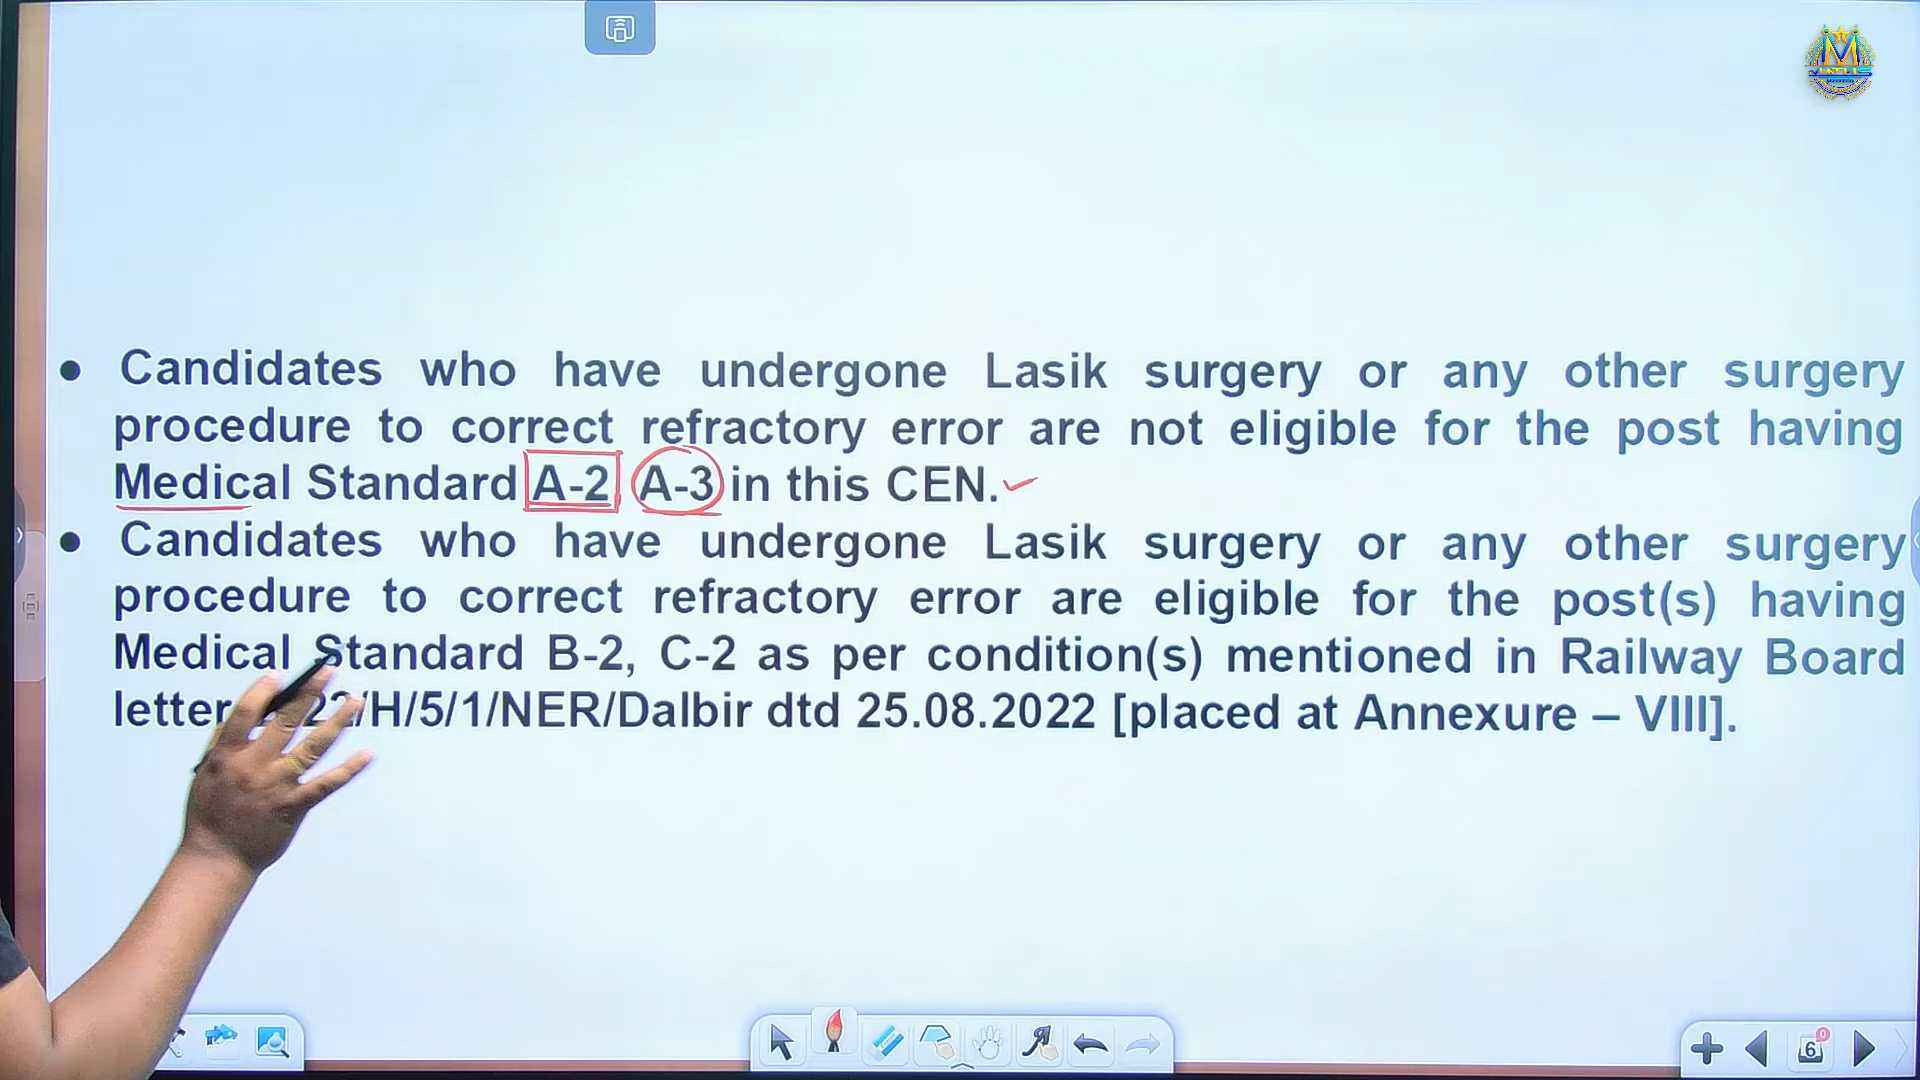 Candidates who have undergone Lasik surgery or any other surgery
procedure to correct refractory error are not eligible for the post having
Medical Standard A-2 A-3 in this CEN.
Candidates who have undergone Lasik surgery or any other surgery
procedure to correct refractory error are eligible for the post(s) having
Medical Standard B-2, C-2 as per condition(s) mentioned in Railway Board
letter /H/5/1/NER/Dalbir dtd 25.08.2022 [placed at Annexure – VIII].
6
0
M